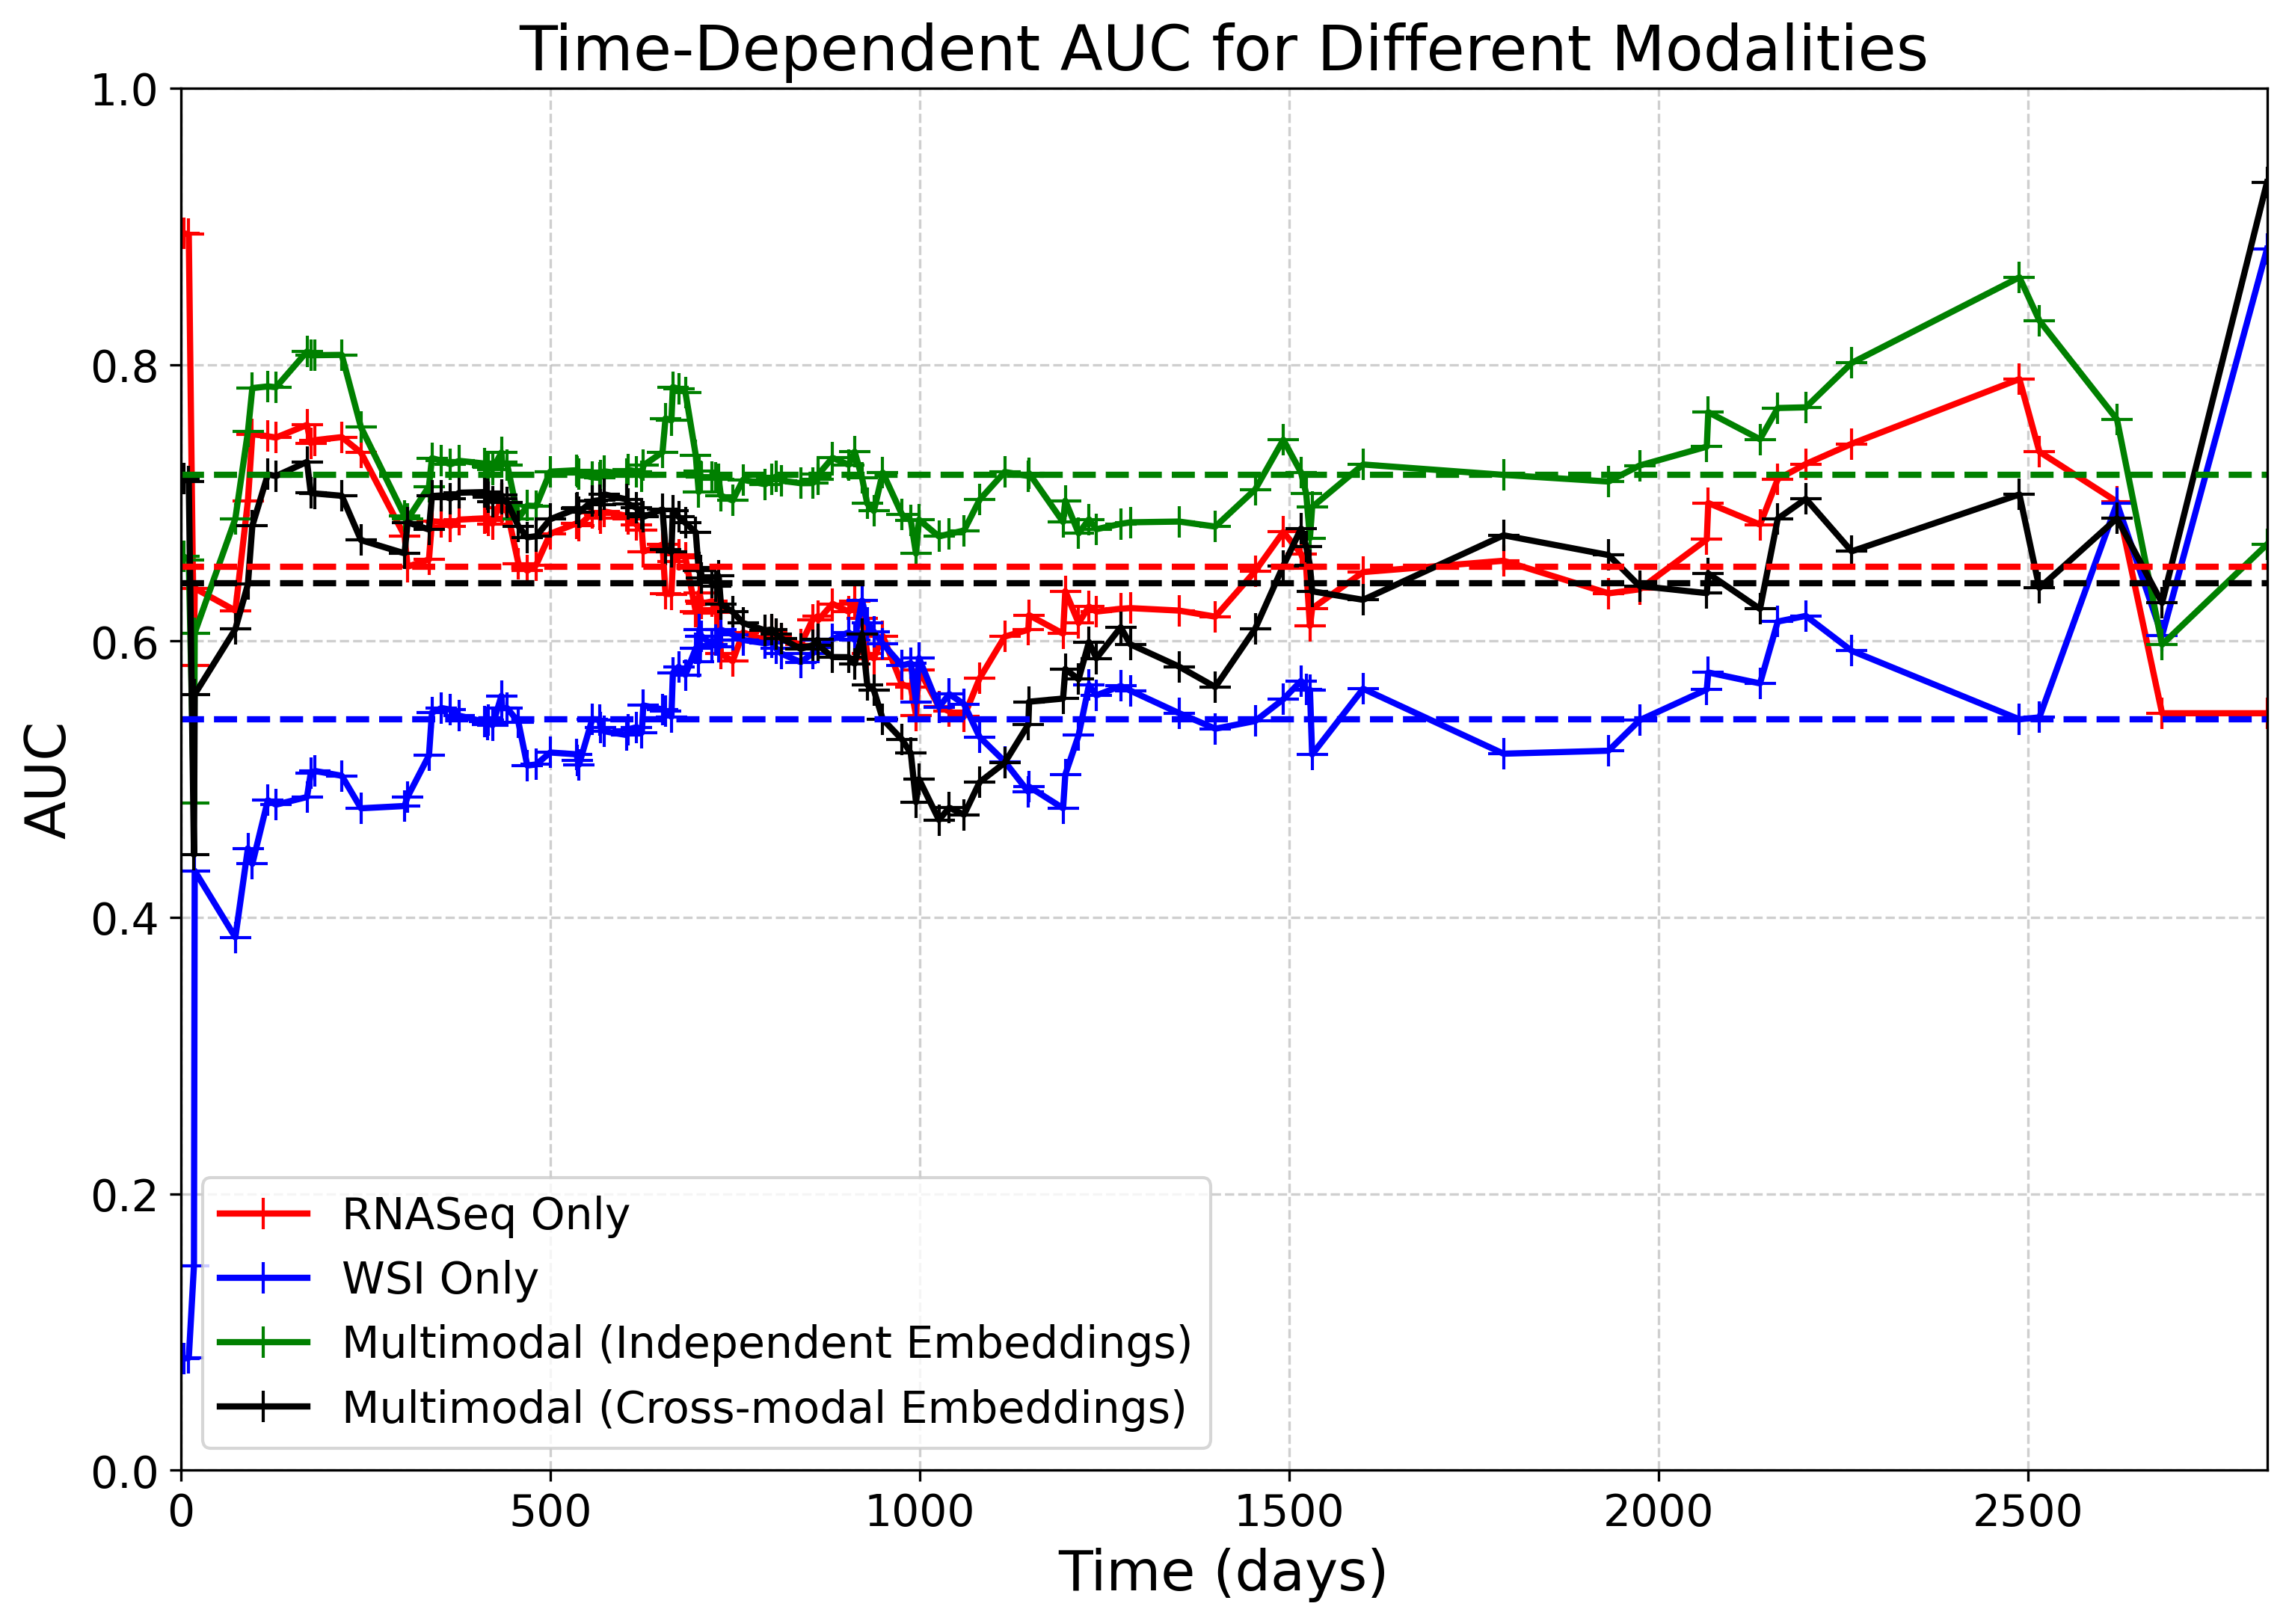 Time-Dependent AUC for Different Modalities
1.0
0.8
0.6
0.4
0.2
0.0
AUC
RNASeq Only
WSI Only
Multimodal (Independent Embeddings)
Multimodal (Cross-modal Embeddings)
0 500 1000 1500 2000 2500
Time (days)